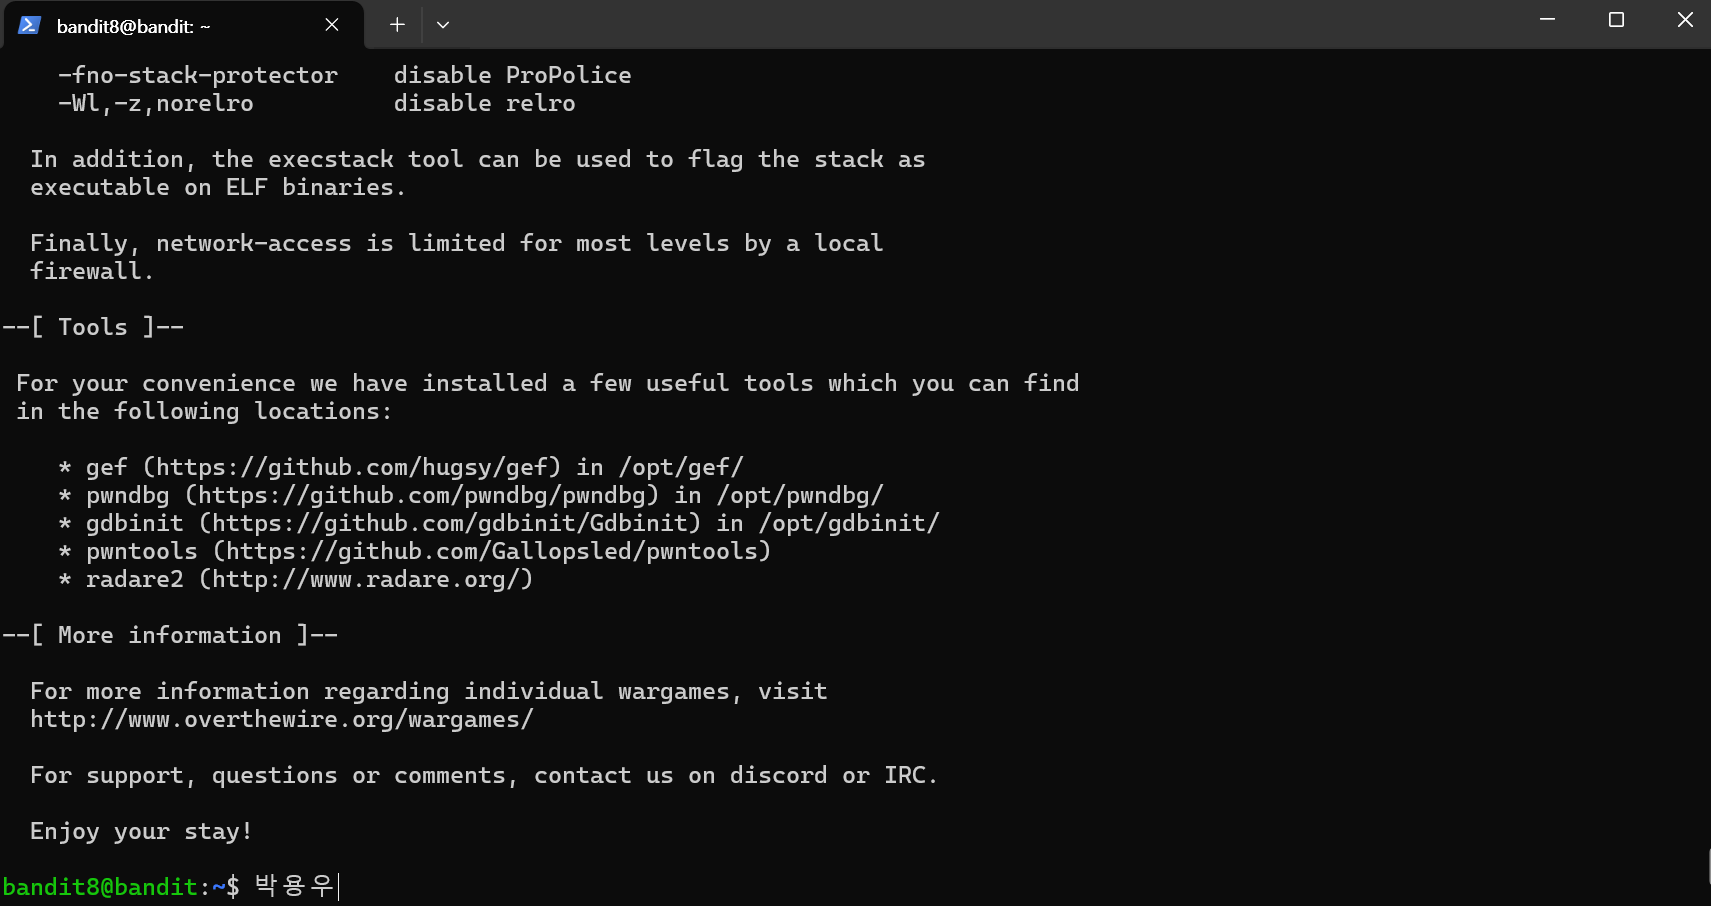 bandit8@bandit: ~
-fno-stack-protector    disable ProPolice
-Wl,-z,norelro          disable relro
In addition, the execstack tool can be used to flag the stack as
executable on ELF binaries.
Finally, network-access is limited for most levels by a local
firewall.
--[ Tools ]--
For your convenience we have installed a few useful tools which you can find
in the following locations:
* gef (https://github.com/hugsy/gef) in /opt/gef/
* pwndbg (https://github.com/pwndbg/pwndbg) in /opt/pwndbg/
* gdbinit (https://github.com/gdbinit/Gdbinit) in /opt/gdbinit/
* pwntools (https://github.com/Gallopsled/pwntools)
* radare2 (http://www.radare.org/)
--[ More information ]--
For more information regarding individual wargames, visit
http://www.overthewire.org/wargames/
For support, questions or comments, contact us on discord or IRC.
Enjoy your stay!
bandit8@bandit:~$ 박용우